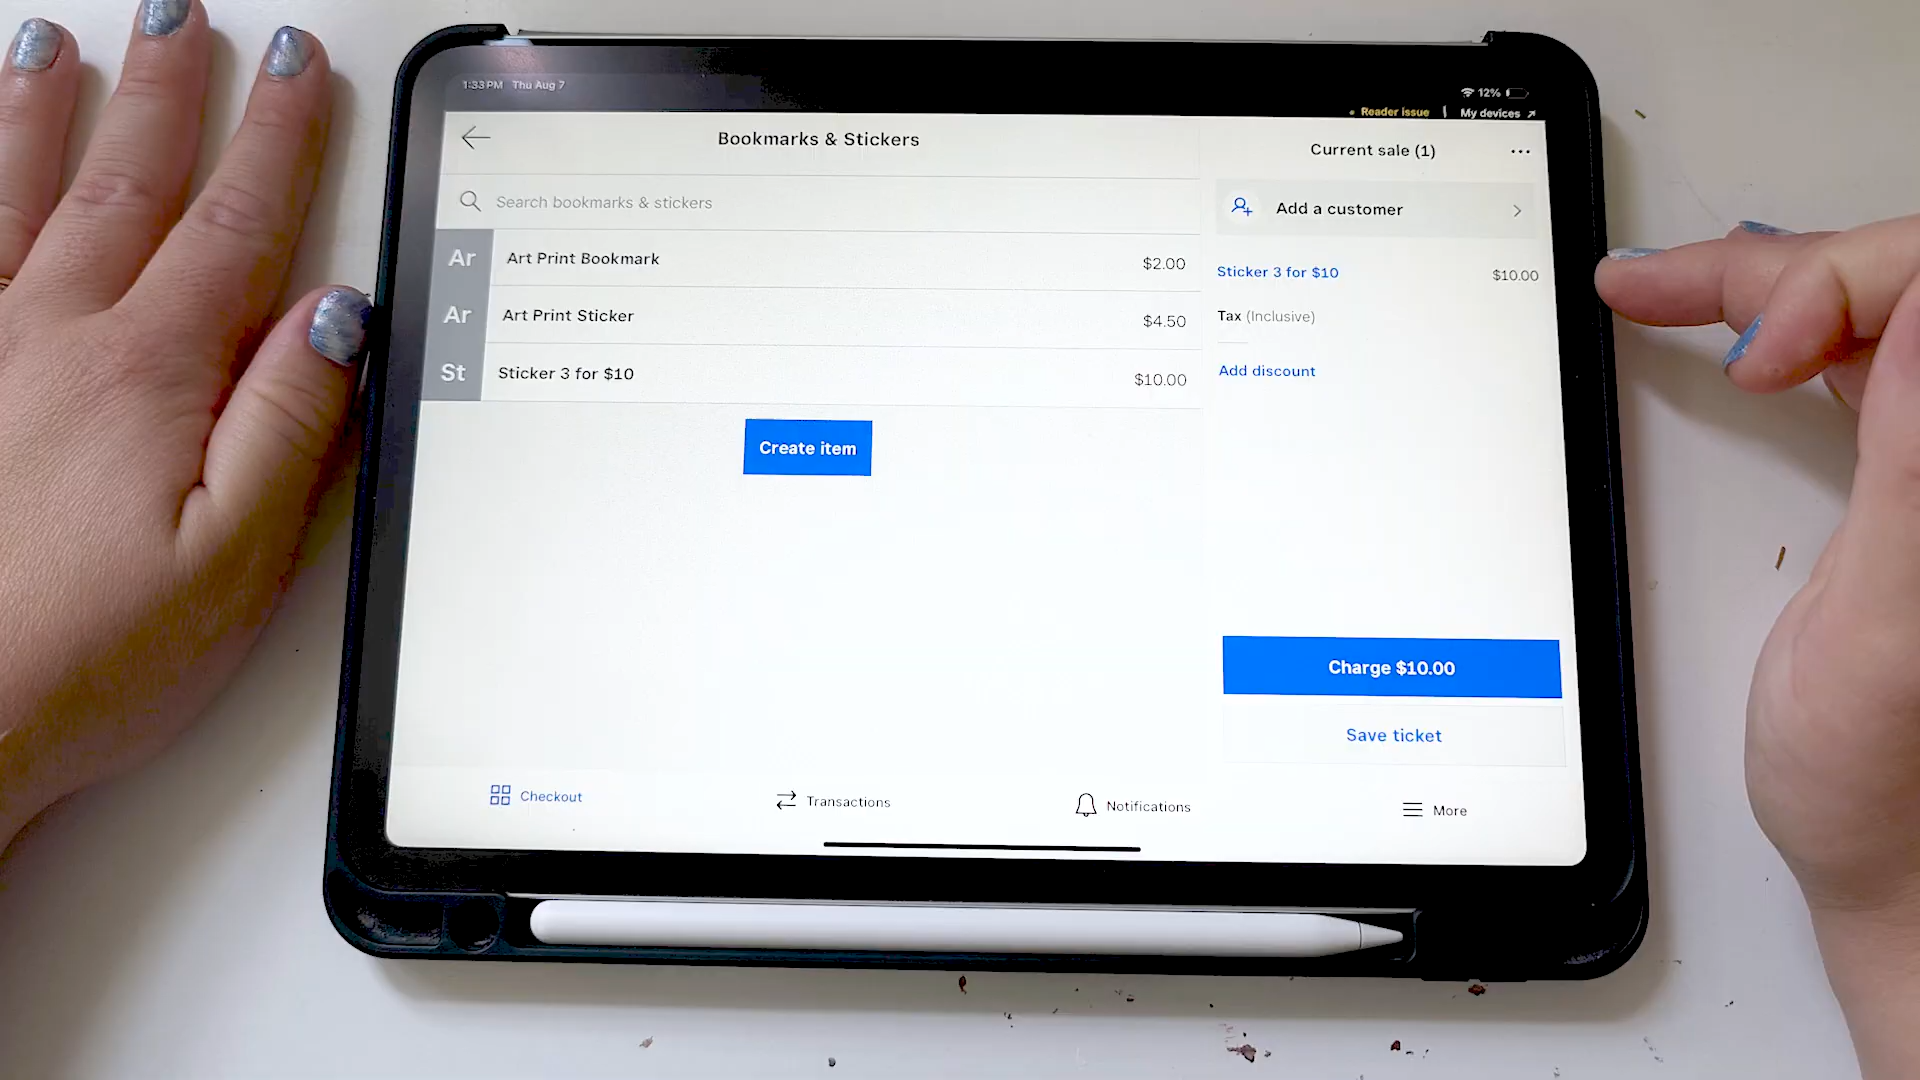 1:33 PM Thu Aug 7
12%
Reader issue
My devices
Bookmarks & Stickers
Search bookmarks & stickers
Ar Art Print Bookmark $2.00
Ar Art Print Sticker $4.50
St Sticker 3 for $10 $10.00
Create item
Current sale (1)
Add a customer
Sticker 3 for $10 $10.00
Tax (Inclusive)
Add discount
Charge $10.00
Save ticket
Checkout
Transactions
Notifications
More